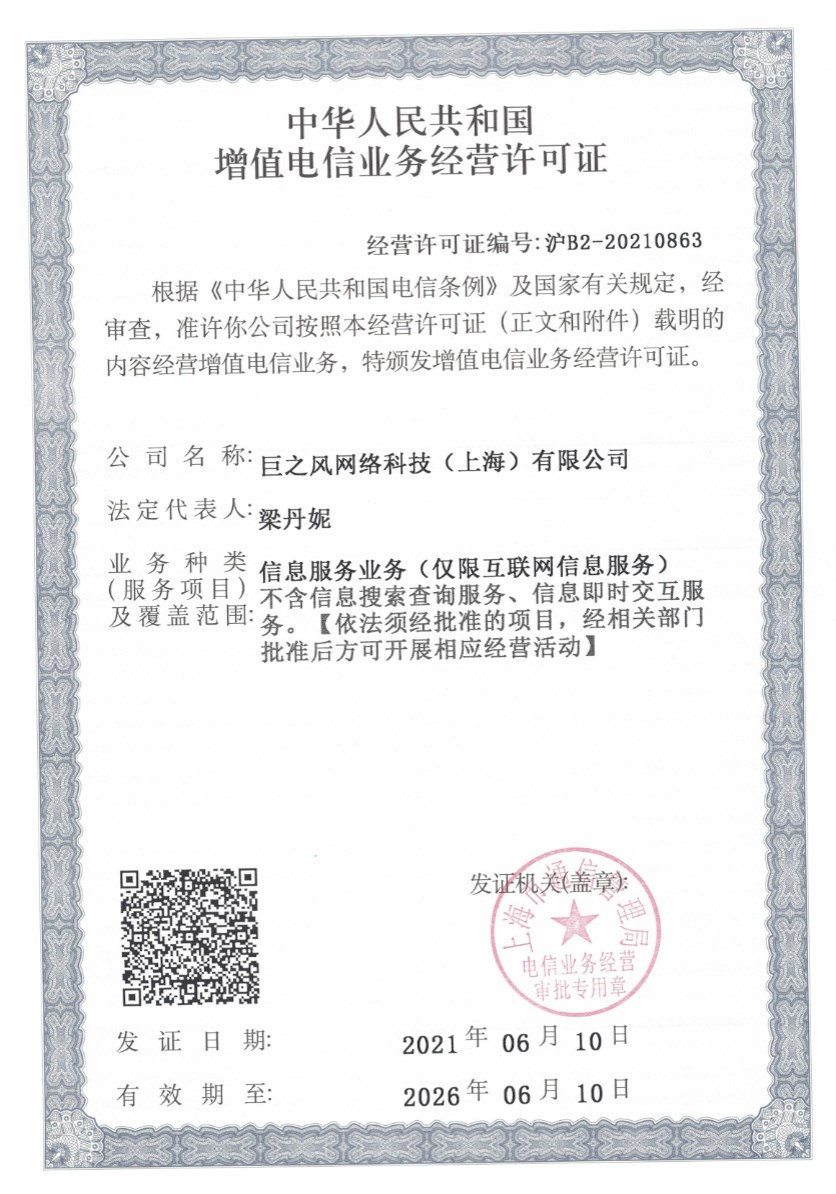 中华人民共和国
增值电信业务经营许可证
经营许可证编号:沪B2-20210863
根据《中华人民共和国电信条例》及国家有关规定，经
审查，准许你公司按照本经营许可证（正文和附件）载明的
内容经营增值电信业务，特颁发增值电信业务经营许可证。
公司名称:巨之风网络科技（上海）有限公司
法定代表人:梁丹妮
业务种类
(服务项目)
及覆盖范围:
信息服务业务（仅限互联网信息服务）
不含信息搜索查询服务、信息即时交互服
务。【依法须经批准的项目，经相关部门
批准后方可开展相应经营活动】
发证机关(盖章):
上海市通信管理局
电信业务经营
审批专用章
发证日期: 2021年06月10日
有效期至: 2026年06月10日